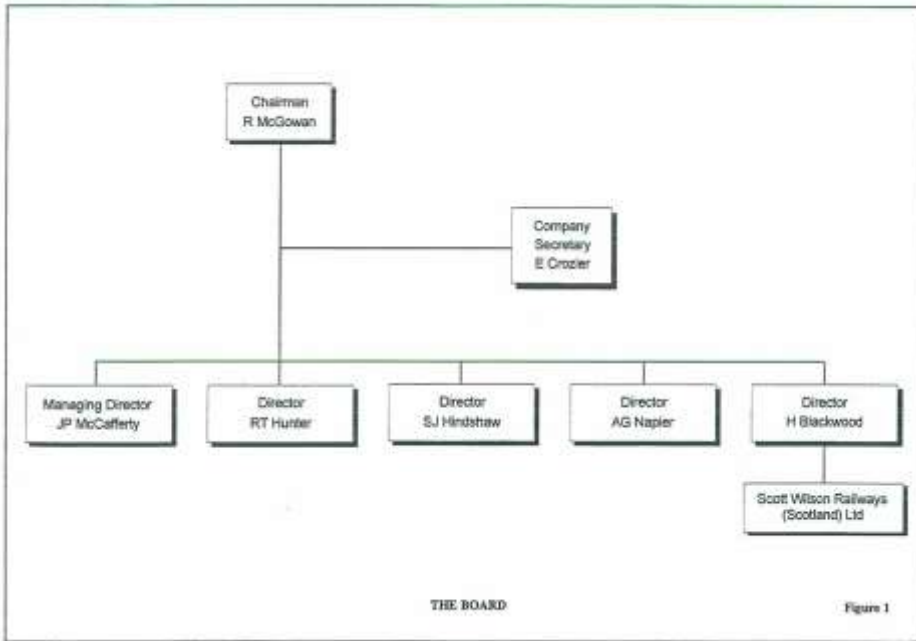 Chairman
R McGowan
Company
Secretary
E Crozier
Managing Director
JP McCafferty
Director
RT Hunter
Director
SJ Hindshaw
Director
AG Napier
Director
H Blackwood
Scott Wilson Railways
(Scotland) Ltd
THE BOARD
Figure 1